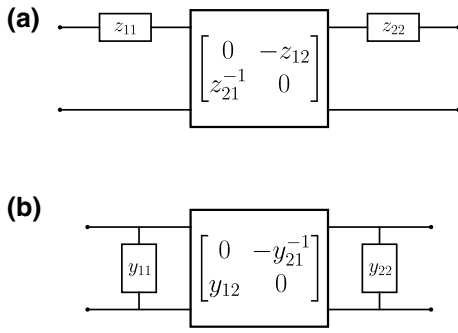 (a)
z₁₁
0 −z₁₂
z₂₁⁻¹ 0
z₂₂
(b)
y₁₁
0 −y₂₁⁻¹
y₁₂ 0
y₂₂